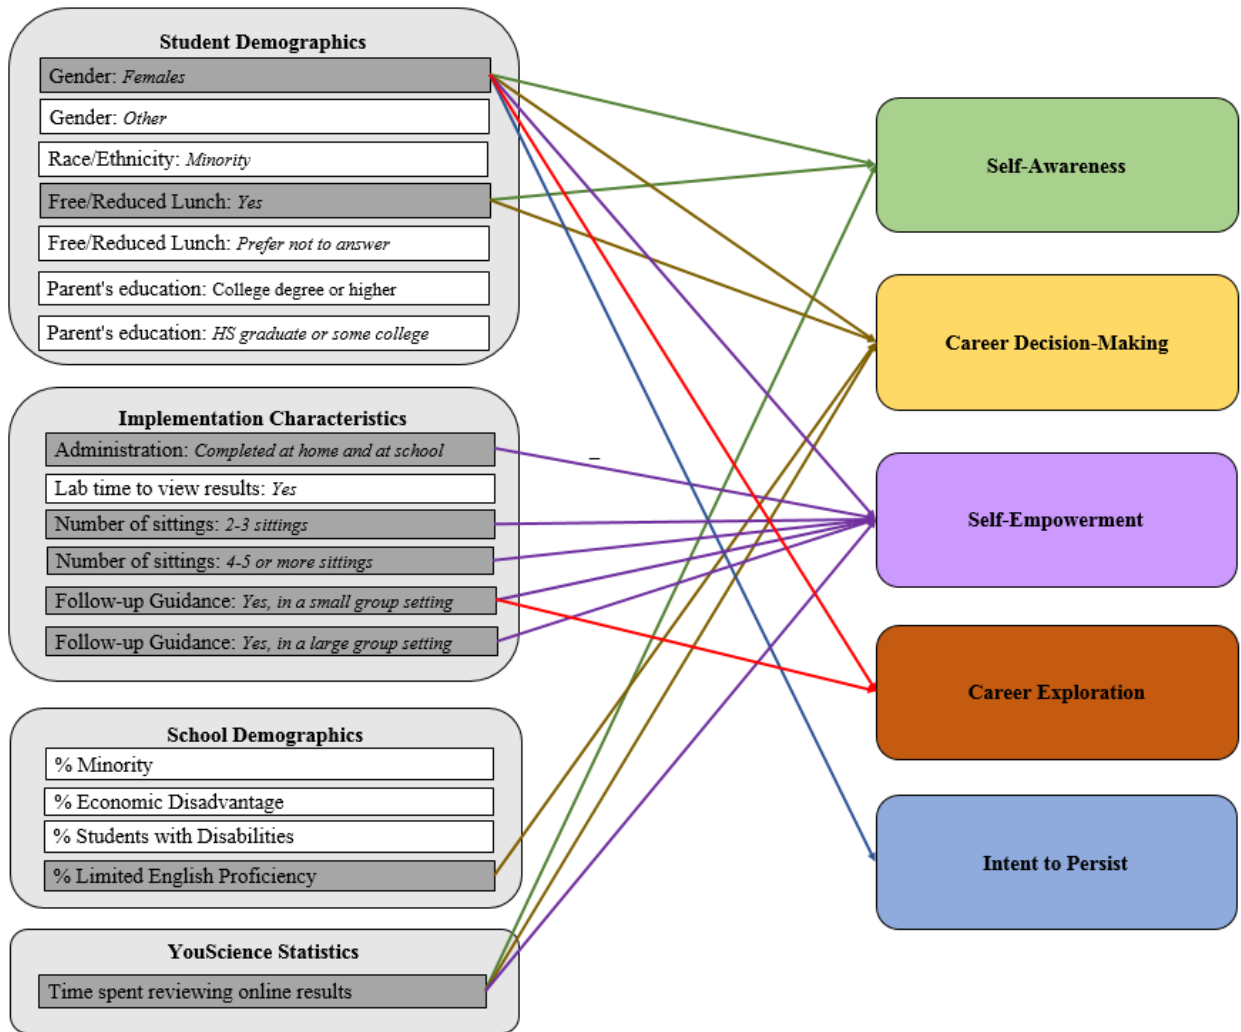 Student Demographics
Gender: Females
Gender: Other
Race/Ethnicity: Minority
Free/Reduced Lunch: Yes
Free/Reduced Lunch: Prefer not to answer
Parent's education: College degree or higher
Parent's education: HS graduate or some college
Implementation Characteristics
Administration: Completed at home and at school
Lab time to view results: Yes
Number of sittings: 2-3 sittings
Number of sittings: 4-5 or more sittings
Follow-up Guidance: Yes, in a small group setting
Follow-up Guidance: Yes, in a large group setting
School Demographics
% Minority
% Economic Disadvantage
% Students with Disabilities
% Limited English Proficiency
YouScience Statistics
Time spent reviewing online results
–
Self-Awareness
Career Decision-Making
Self-Empowerment
Career Exploration
Intent to Persist